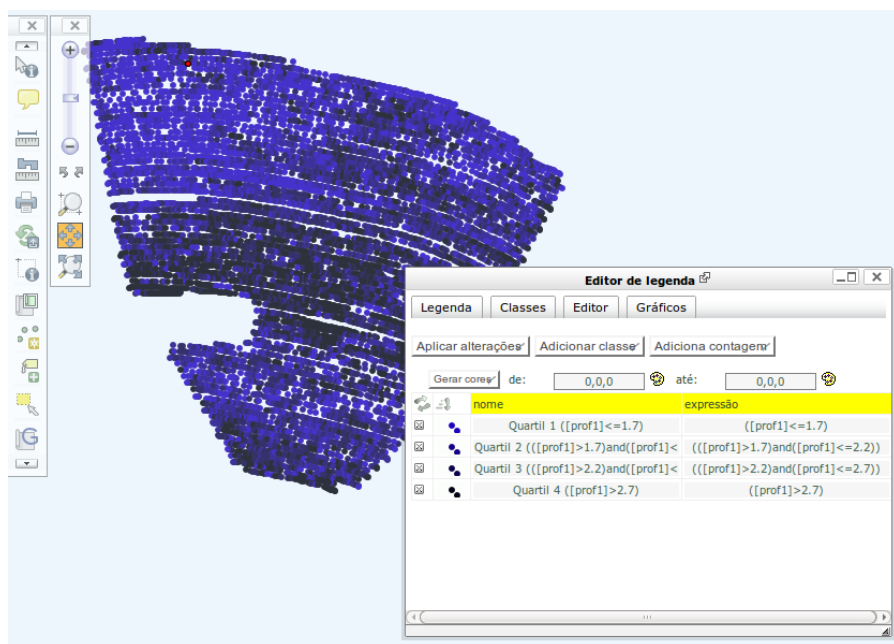 Editor de legenda
Legenda Classes Editor Gráficos
Aplicar alterações Adicionar classe Adiciona contagem
Gerar cores de: 0,0,0 até: 0,0,0
nome expressão
Quartil 1 ([prof1]<=1.7) ([prof1]<=1.7)
Quartil 2 (([prof1]>1.7)and([prof1]< (([prof1]>1.7)and([prof1]<=2.2))
Quartil 3 (([prof1]>2.2)and([prof1]< (([prof1]>2.2)and([prof1]<=2.7))
Quartil 4 ([prof1]>2.7) ([prof1]>2.7)